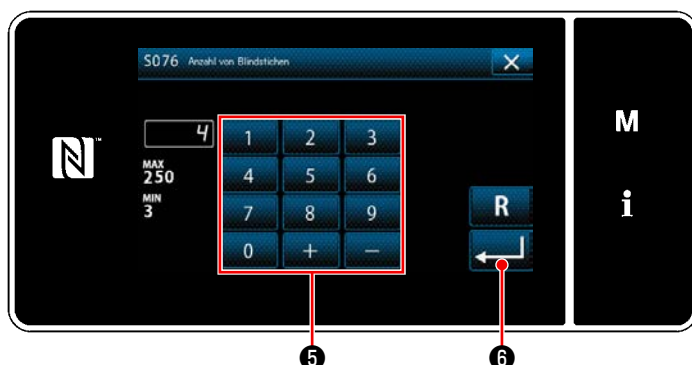 S076 Anzahl von Blindstichen
4
MAX
250
MIN
3
1 2 3
4 5 6
7 8 9
0 + −
R
M
i
N
❺ ❻